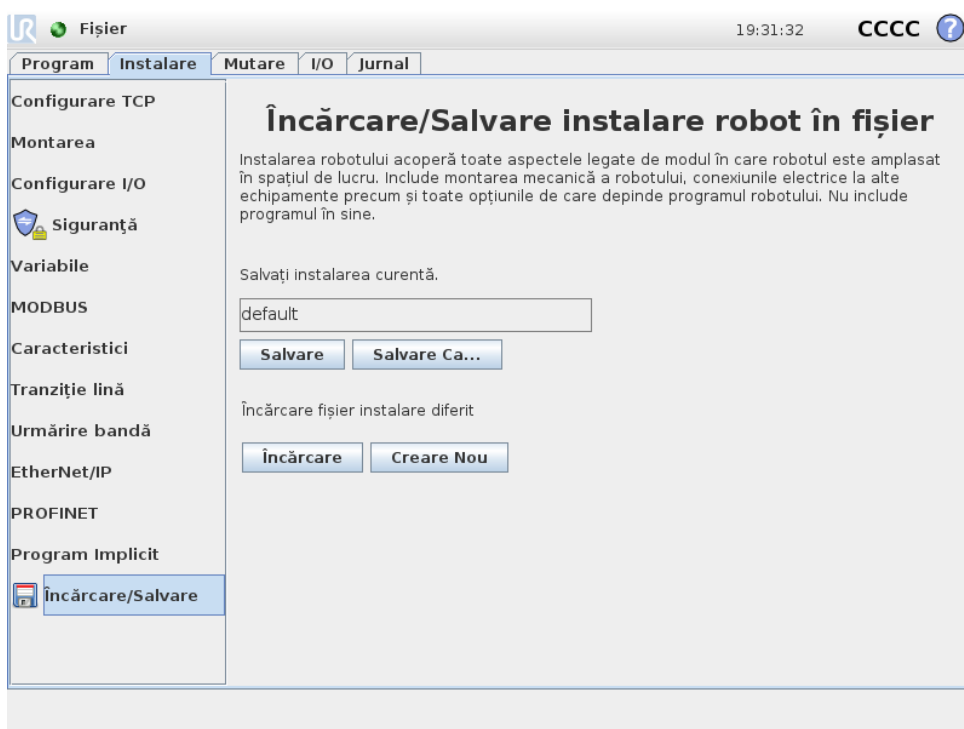 UR Fișier 19:31:32 CCCC ?
Program Instalare Mutare I/O Jurnal
Configurare TCP
Montarea
Configurare I/O
Siguranţă
Variabile
MODBUS
Caracteristici
Tranziție lină
Urmărire bandă
EtherNet/IP
PROFINET
Program Implicit
Încărcare/Salvare
Încărcare/Salvare instalare robot în fișier
Instalarea robotului acoperă toate aspectele legate de modul în care robotul este amplasat
în spațiul de lucru. Include montarea mecanică a robotului, conexiunile electrice la alte
echipamente precum și toate opțiunile de care depinde programul robotului. Nu include
programul în sine.
Salvați instalarea curentă.
default
Salvare Salvare Ca...
Încărcare fișier instalare diferit
Încărcare Creare Nou